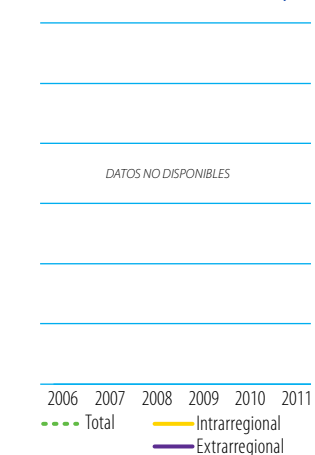 DATOS NO DISPONIBLES
2006 2007 2008 2009 2010 2011
Total Intrarregional
Extrarregional